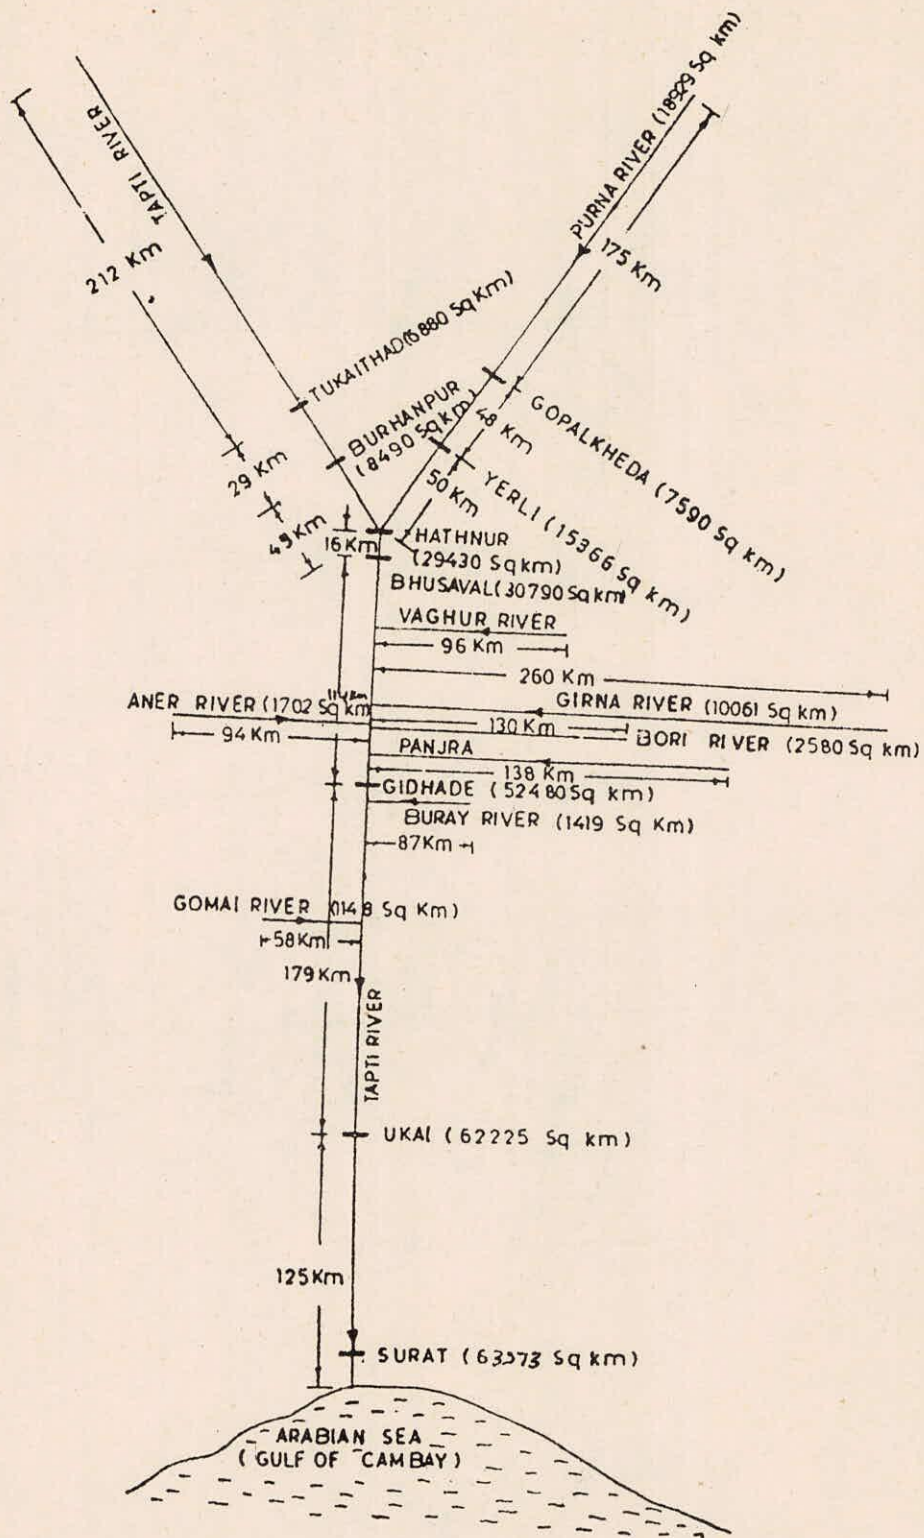 TAPTI RIVER
212 Km
PURNA RIVER (18929 Sq km)
175 Km
TUKAITHAD (6880 Sq Km)
BURHANPUR
(8490 Sq km)
29 Km
48 Km
GOPALKHEDA (7590 Sq km)
50 Km
YERLI (15366 Sq km)
16 Km
HATHNUR
(29430 Sq km)
BHUSAVAL (30790 Sq km)
VAGHUR RIVER
96 Km
260 Km
GIRNA RIVER (10061 Sq km)
ANER RIVER (1702 Sq km)
94 Km
130 Km
BORI RIVER (2580 Sq km)
PANJRA
138 Km
GIDHADE (52480 Sq km)
BURAY RIVER (1419 Sq Km)
87 Km
GOMAI RIVER Sq Km)
58 Km
179 Km
TAPTI RIVER
UKAI (62225 Sq km)
125 Km
SURAT Sq km)
ARABIAN SEA
(GULF OF CAMBAY)